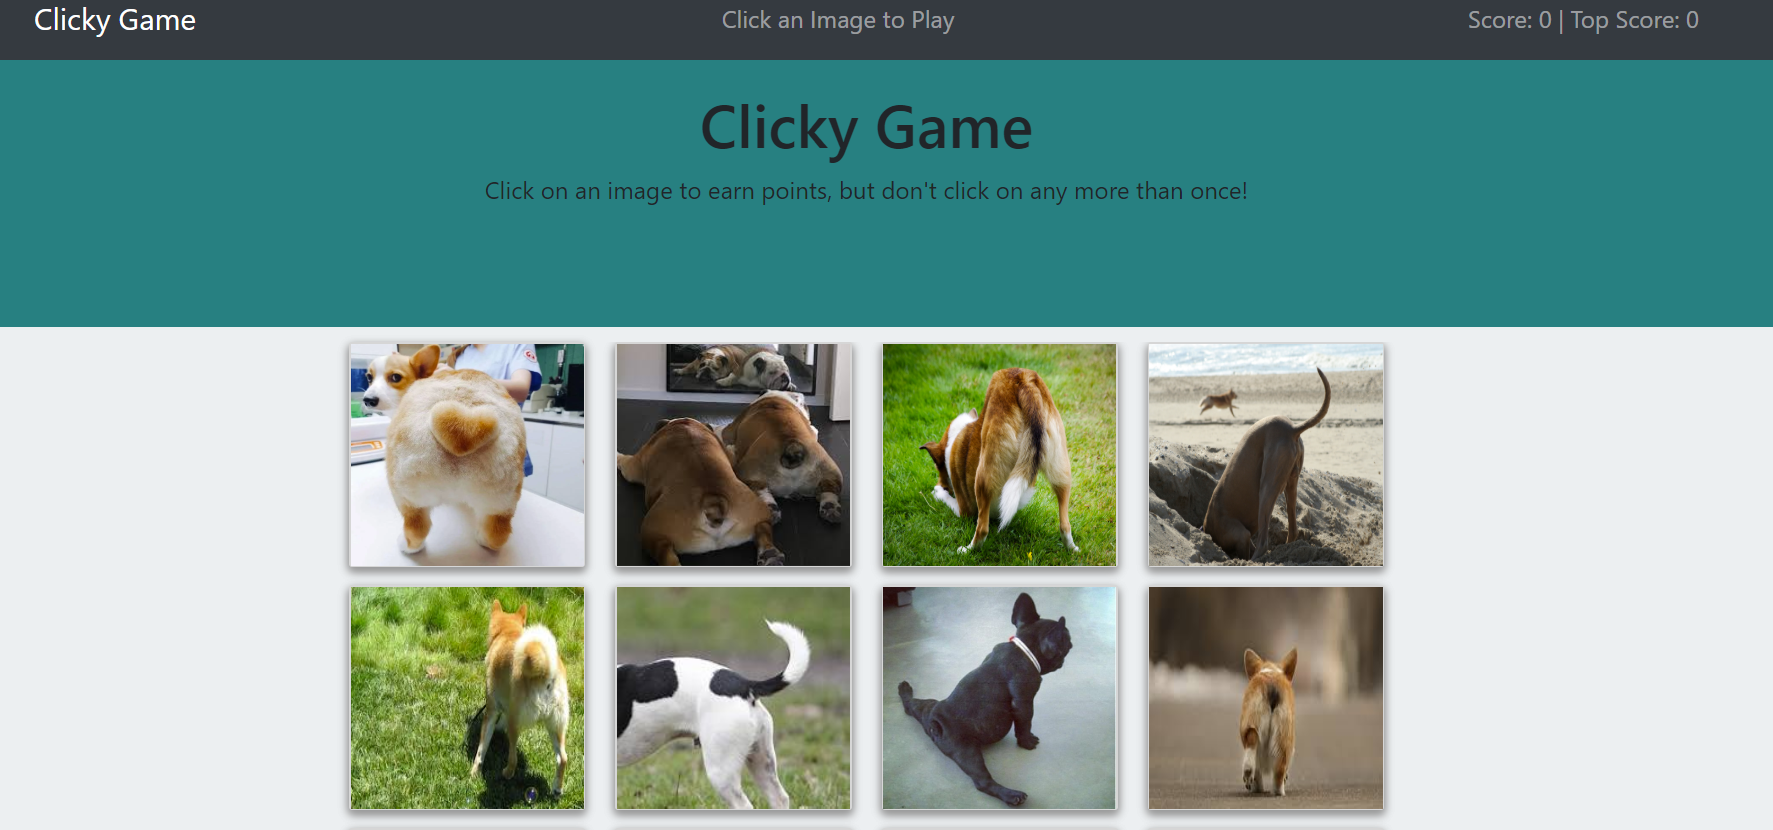 Clicky Game
Click an Image to Play
Score: 0 | Top Score: 0
Clicky Game
Click on an image to earn points, but don't click on any more than once!